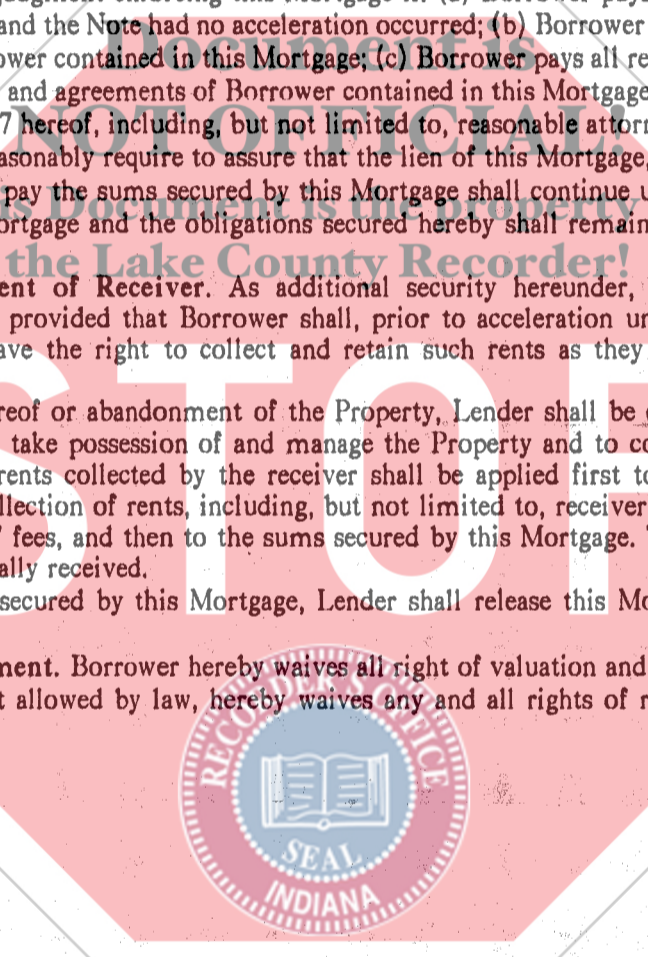 and the Note had no acceleration occurred; (b) Borrower
ower contained in this Mortgage; (c) Borrower pays all re
and agreements of Borrower contained in this Mortgage
7 hereof, including, but not limited to, reasonable attorn
asonably require to assure that the lien of this Mortgage,
pay the sums secured by this Mortgage shall continue u
ortgage and the obligations secured hereby shall remain
ent of Receiver. As additional security hereunder,
provided that Borrower shall, prior to acceleration un
ave the right to collect and retain such rents as they
reof or abandonment of the Property, Lender shall be e
take possession of and manage the Property and to co
rents collected by the receiver shall be applied first to
llection of rents, including, but not limited to, receiver
fees, and then to the sums secured by this Mortgage.
ally received.
secured by this Mortgage, Lender shall release this Mo
ment. Borrower hereby waives all right of valuation and
t allowed by law, hereby waives any and all rights of
Document is
NOT OFFICIAL!
is Document is the property
the Lake County Recorder!
STOP
RECORDER'S OFFICE
SEAL
INDIANA